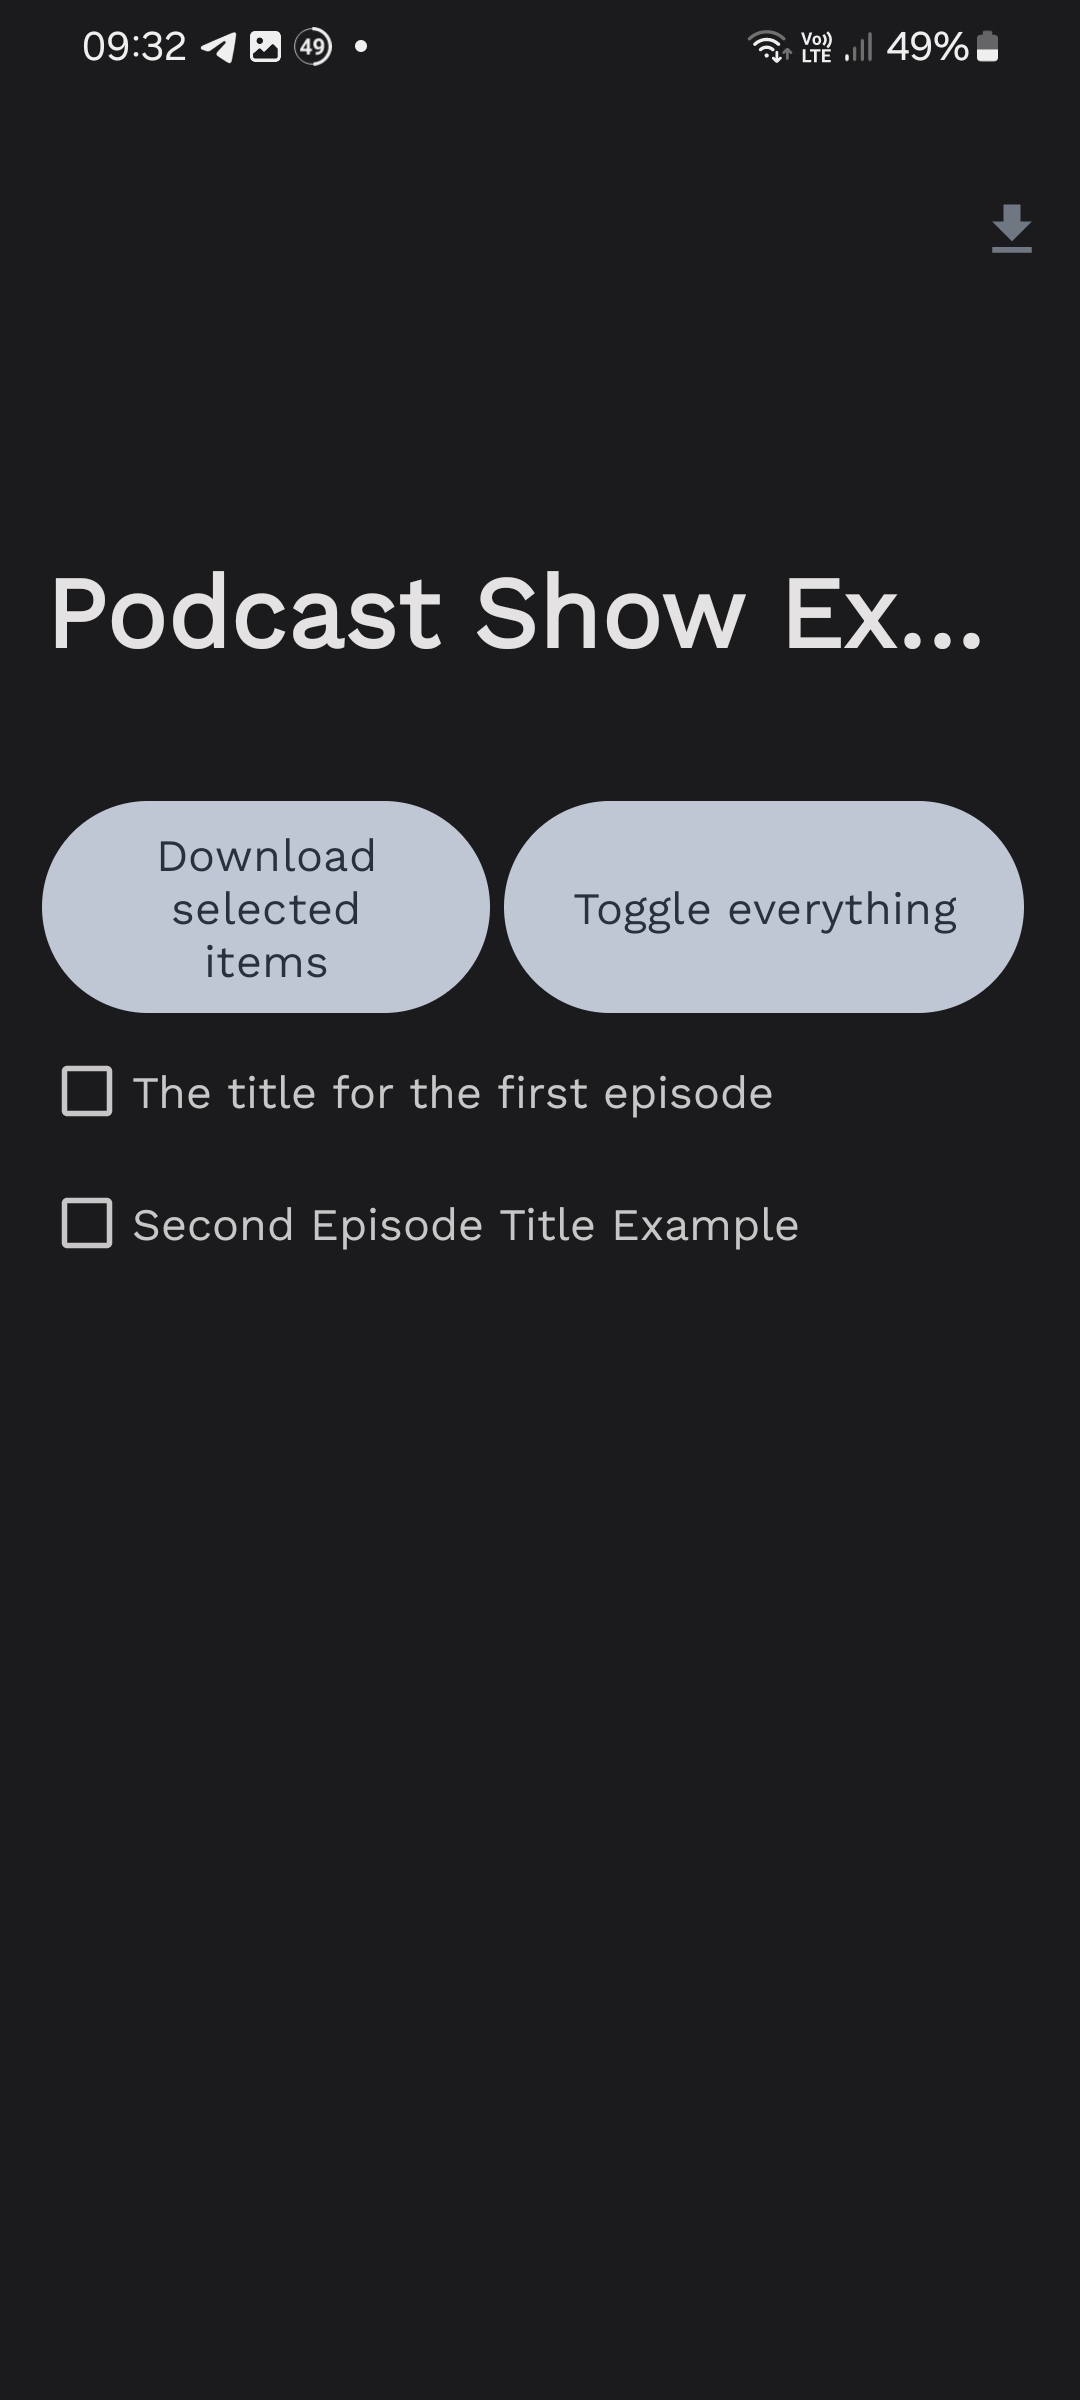 09:32
49
Vo)) LTE
49%
Podcast Show Ex...
Download
selected
items
Toggle everything
The title for the first episode
Second Episode Title Example